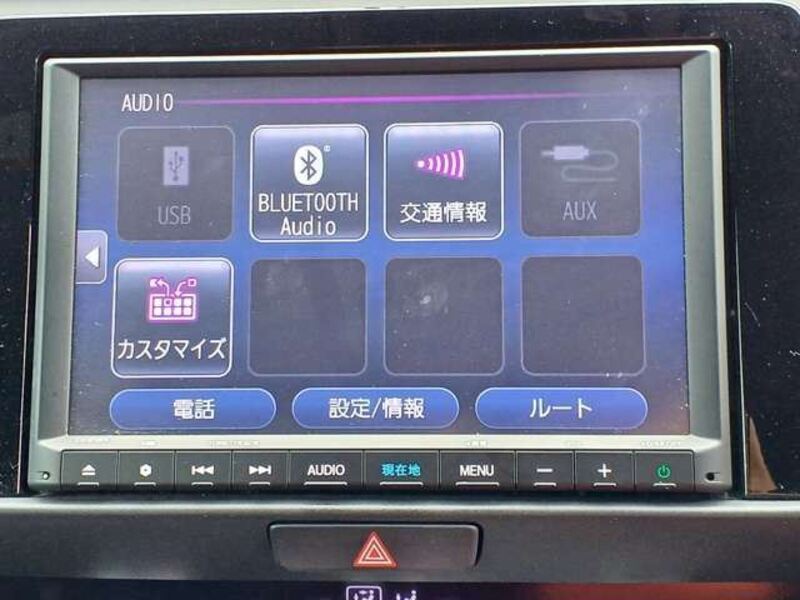 AUDIO
USB
BLUETOOTH
Audio
交通情報
AUX
カスタマイズ
電話
設定/情報
ルート
AUDIO
現在地
MENU